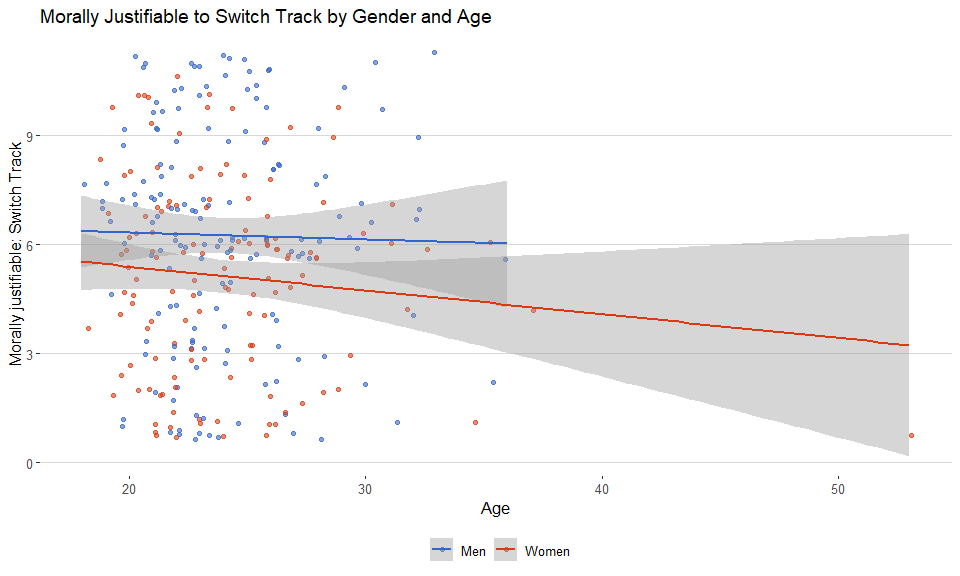 Morally Justifiable to Switch Track by Gender and Age
Morally justifiable: Switch Track
9
6
3
0
20 30 40 50
Age
Men Women